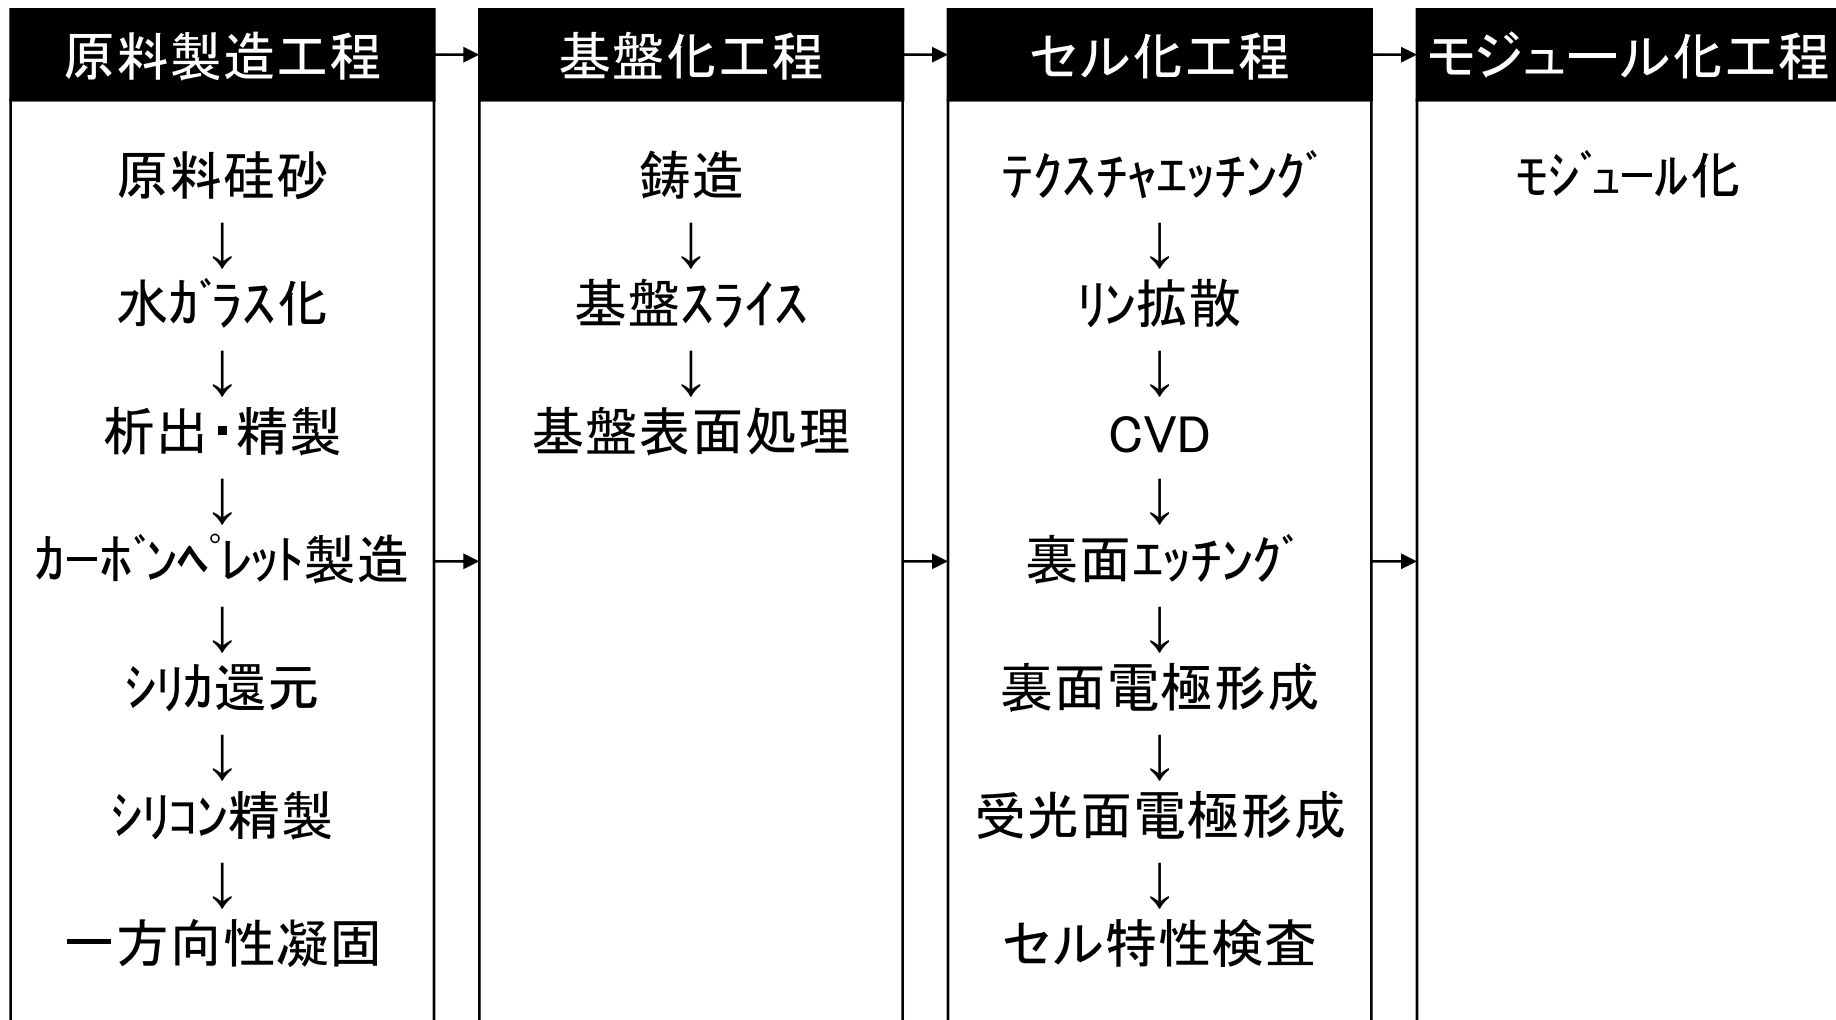 原料製造工程
原料硅砂
↓
水ｶﾞﾗｽ化
↓
析出・精製
↓
ｶｰﾎﾞﾝﾍﾟﾚｯﾄ製造
↓
ｼﾘｶ還元
↓
ｼﾘｺﾝ精製
↓
一方向性凝固
基盤化工程
鋳造
↓
基盤ｽﾗｲｽ
↓
基盤表面処理
セル化工程
ﾃｸｽﾁｬｴｯﾁﾝｸﾞ
↓
ﾘﾝ拡散
↓
CVD
↓
裏面ｴｯﾁﾝｸﾞ
↓
裏面電極形成
↓
受光面電極形成
↓
セル特性検査
モジュール化工程
ﾓｼﾞｭｰﾙ化